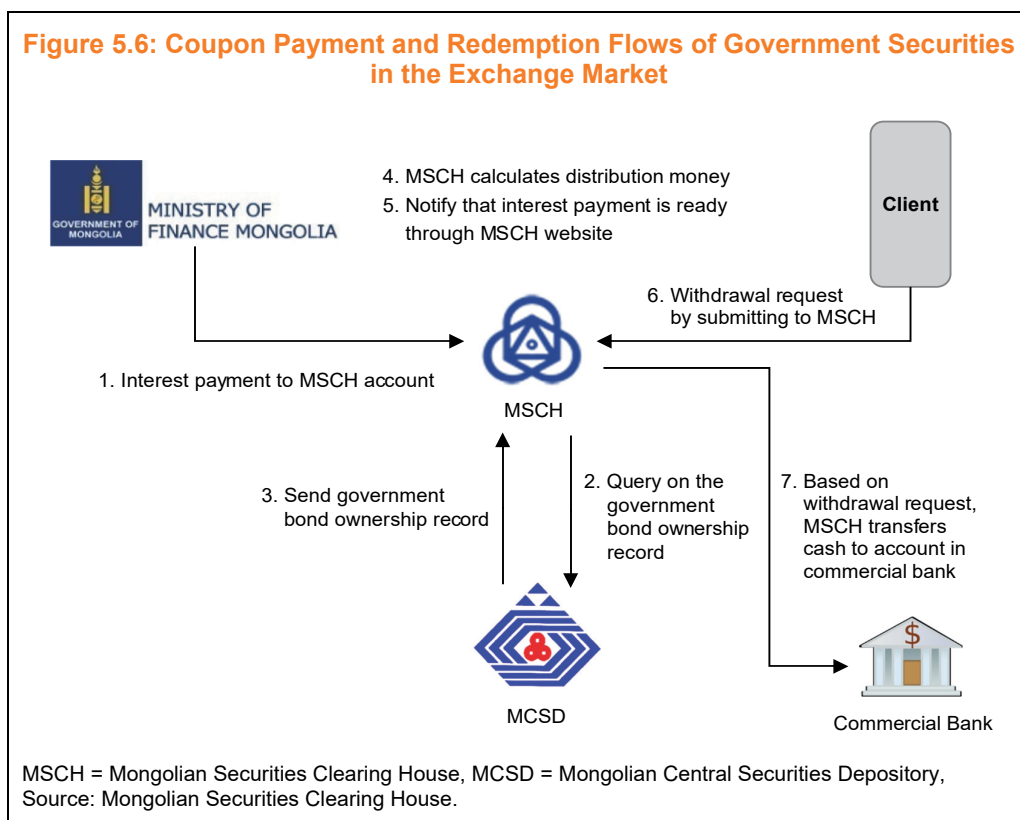 Figure 5.6: Coupon Payment and Redemption Flows of Government Securities
in the Exchange Market
GOVERNMENT OF
MONGOLIA
MINISTRY OF
FINANCE MONGOLIA
4. MSCH calculates distribution money
5. Notify that interest payment is ready
through MSCH website
Client
6. Withdrawal request
by submitting to MSCH
1. Interest payment to MSCH account
MSCH
3. Send government
bond ownership record
2. Query on the
government
bond ownership
record
7. Based on
withdrawal request,
MSCH transfers
cash to account in
commercial bank
$
MCSD
Commercial Bank
MSCH = Mongolian Securities Clearing House, MCSD = Mongolian Central Securities Depository,
Source: Mongolian Securities Clearing House.